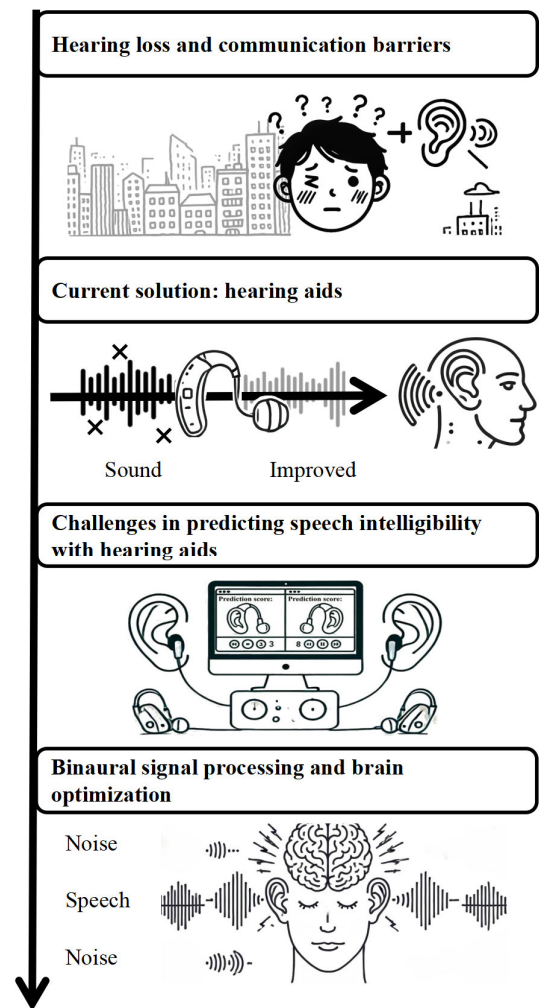 Hearing loss and communication barriers
? ? ? ? ?
+
Current solution: hearing aids
Sound Improved
Challenges in predicting speech intelligibility
with hearing aids
Prediction score: Prediction score:
3 8
Binaural signal processing and brain
optimization
Noise
Speech
Noise